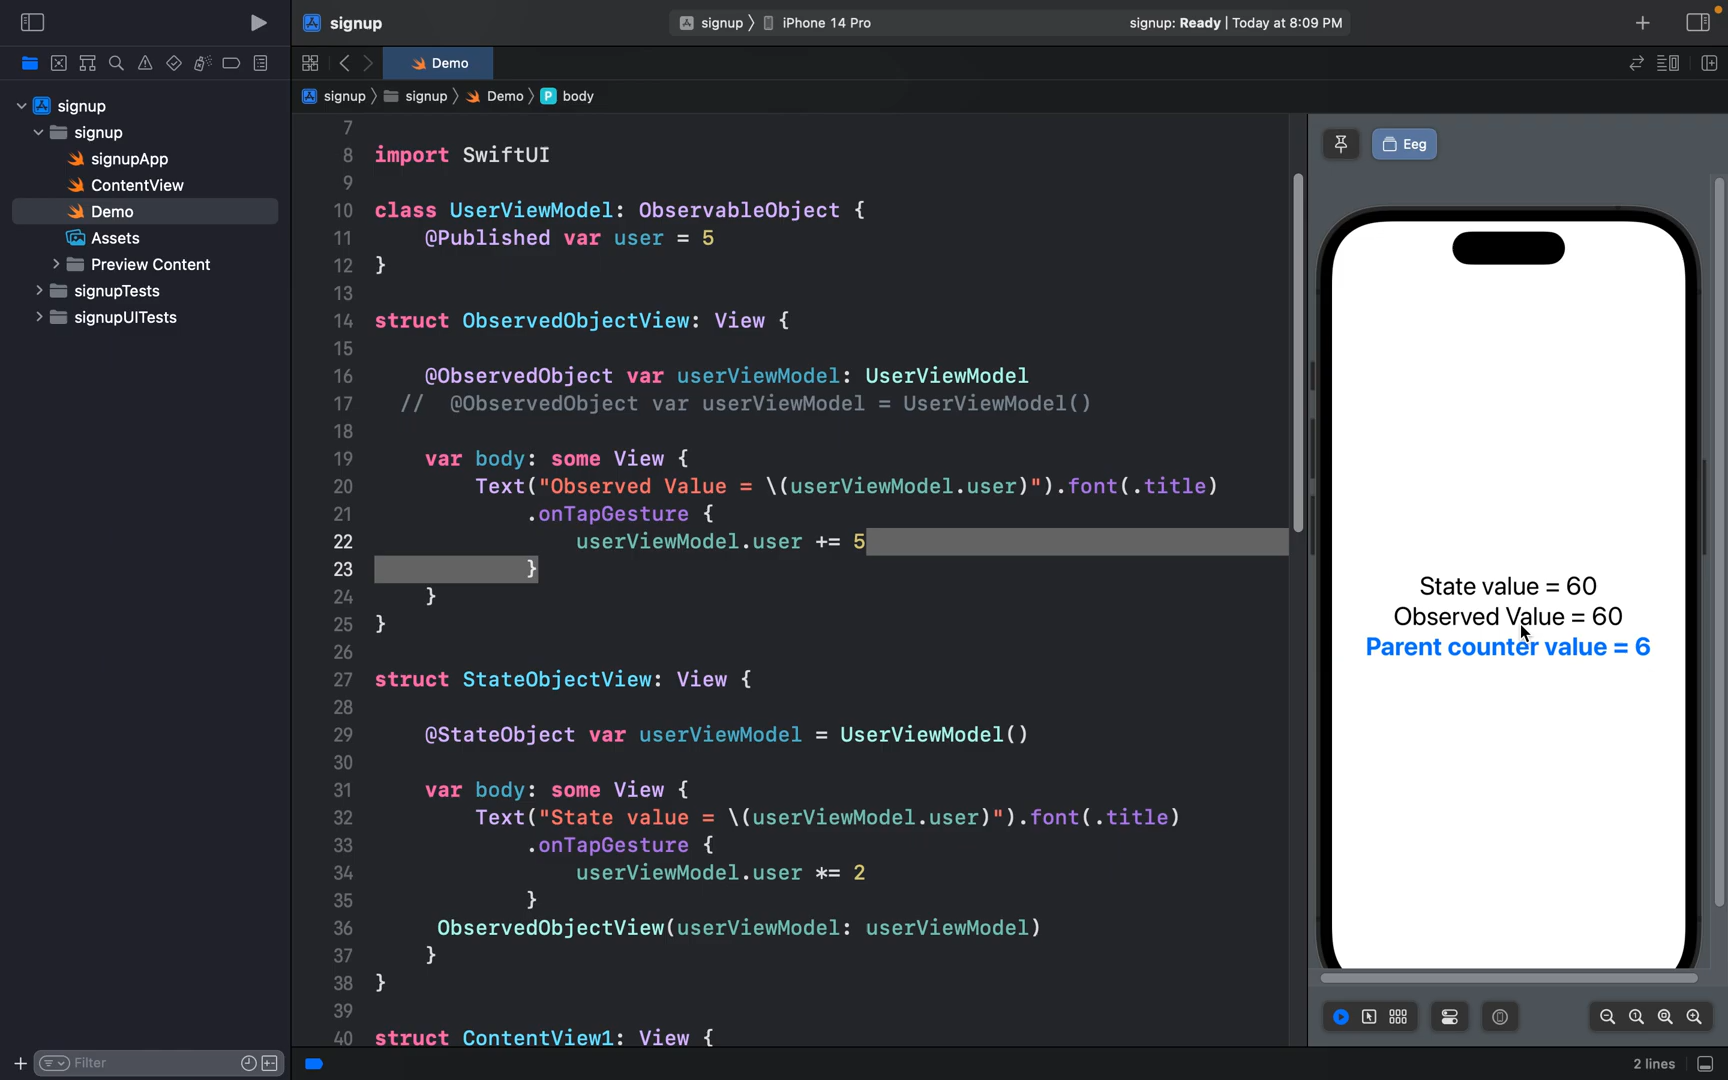 signup
signup 〉 iPhone 14 Pro
signup: Ready | Today at 8:09 PM
Demo
signup 〉 signup 〉 Demo 〉 P body
signup
signup
signupApp
ContentView
Demo
Assets
Preview Content
signupTests
signupUITests
7
8 import SwiftUI
9
10 class UserViewModel: ObservableObject {
11 @Published var user = 5
12 }
13
14 struct ObservedObjectView: View {
15
16 @ObservedObject var userViewModel: UserViewModel
17 // @ObservedObject var userViewModel = UserViewModel()
18
19 var body: some View {
20 Text("Observed Value = \(userViewModel.user)").font(.title)
21 .onTapGesture {
22 userViewModel.user += 5
23 }
24 }
25 }
26
27 struct StateObjectView: View {
28
29 @StateObject var userViewModel = UserViewModel()
30
31 var body: some View {
32 Text("State value = \(userViewModel.user)").font(.title)
33 .onTapGesture {
34 userViewModel.user *= 2
35 }
36 ObservedObjectView(userViewModel: userViewModel)
37 }
38 }
39
40 struct ContentView1: View {
Eeg
State value = 60
Observed Value = 60
Parent counter value = 6
Filter
2 lines